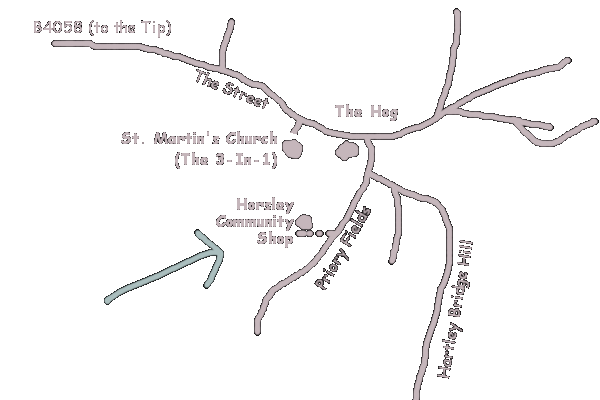 B4058 (to the Tip)
The Street
The Hog
St. Martin's Church
(The 3-In-1)
Horsley
Community
Shop
Priory Fields
Hartley Bridge Hill